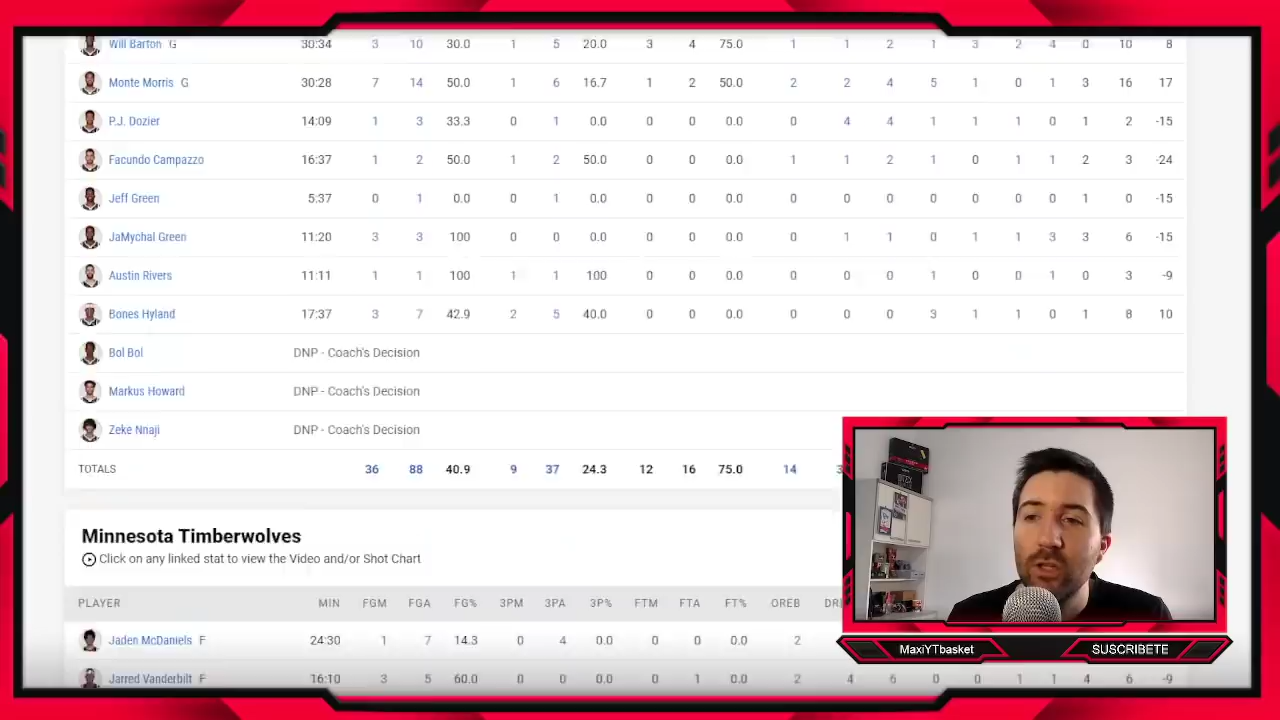 Will Barton G 30:34 3 10 30.0 1 5 20.0 3 4 75.0 1 1 2 1 3 2 4 0 10 8
Monte Morris G 30:28 7 14 50.0 1 6 16.7 1 2 50.0 2 2 4 5 1 0 1 3 16 17
P.J. Dozier 14:09 1 3 33.3 0 1 0.0 0 0 0.0 0 4 4 1 1 1 0 1 2 -15
Facundo Campazzo 16:37 1 2 50.0 1 2 50.0 0 0 0.0 1 1 2 1 0 1 1 2 3 -24
Jeff Green 5:37 0 1 0.0 0 1 0.0 0 0 0.0 0 0 0 0 0 0 0 1 0 -15
JaMychal Green 11:20 3 3 100 0 0 0.0 0 0 0.0 0 1 1 0 1 1 3 3 6 -15
Austin Rivers 11:11 1 1 100 1 1 100 0 0 0.0 0 0 0 1 0 0 1 0 3 -9
Bones Hyland 17:37 3 7 42.9 2 5 40.0 0 0 0.0 0 0 0 3 1 1 0 1 8 10
Bol Bol DNP - Coach's Decision
Markus Howard DNP - Coach's Decision
Zeke Nnaji DNP - Coach's Decision
TOTALS 36 88 40.9 9 37 24.3 12 16 75.0 14
Minnesota Timberwolves
Click on any linked stat to view the Video and/or Shot Chart
PLAYER MIN FGM FGA FG% 3PM 3PA 3P% FTM FTA FT% OREB
Jaden McDaniels F 24:30 1 7 14.3 0 4 0.0 0 0 0.0 2
Jarred Vanderbilt F 16:10 3 5 60.0 0 0 0.0 0 1 0.0 2 4 6 0 0 1 1 4 6 -9
MaxiYTbasket
SUSCRIBETE